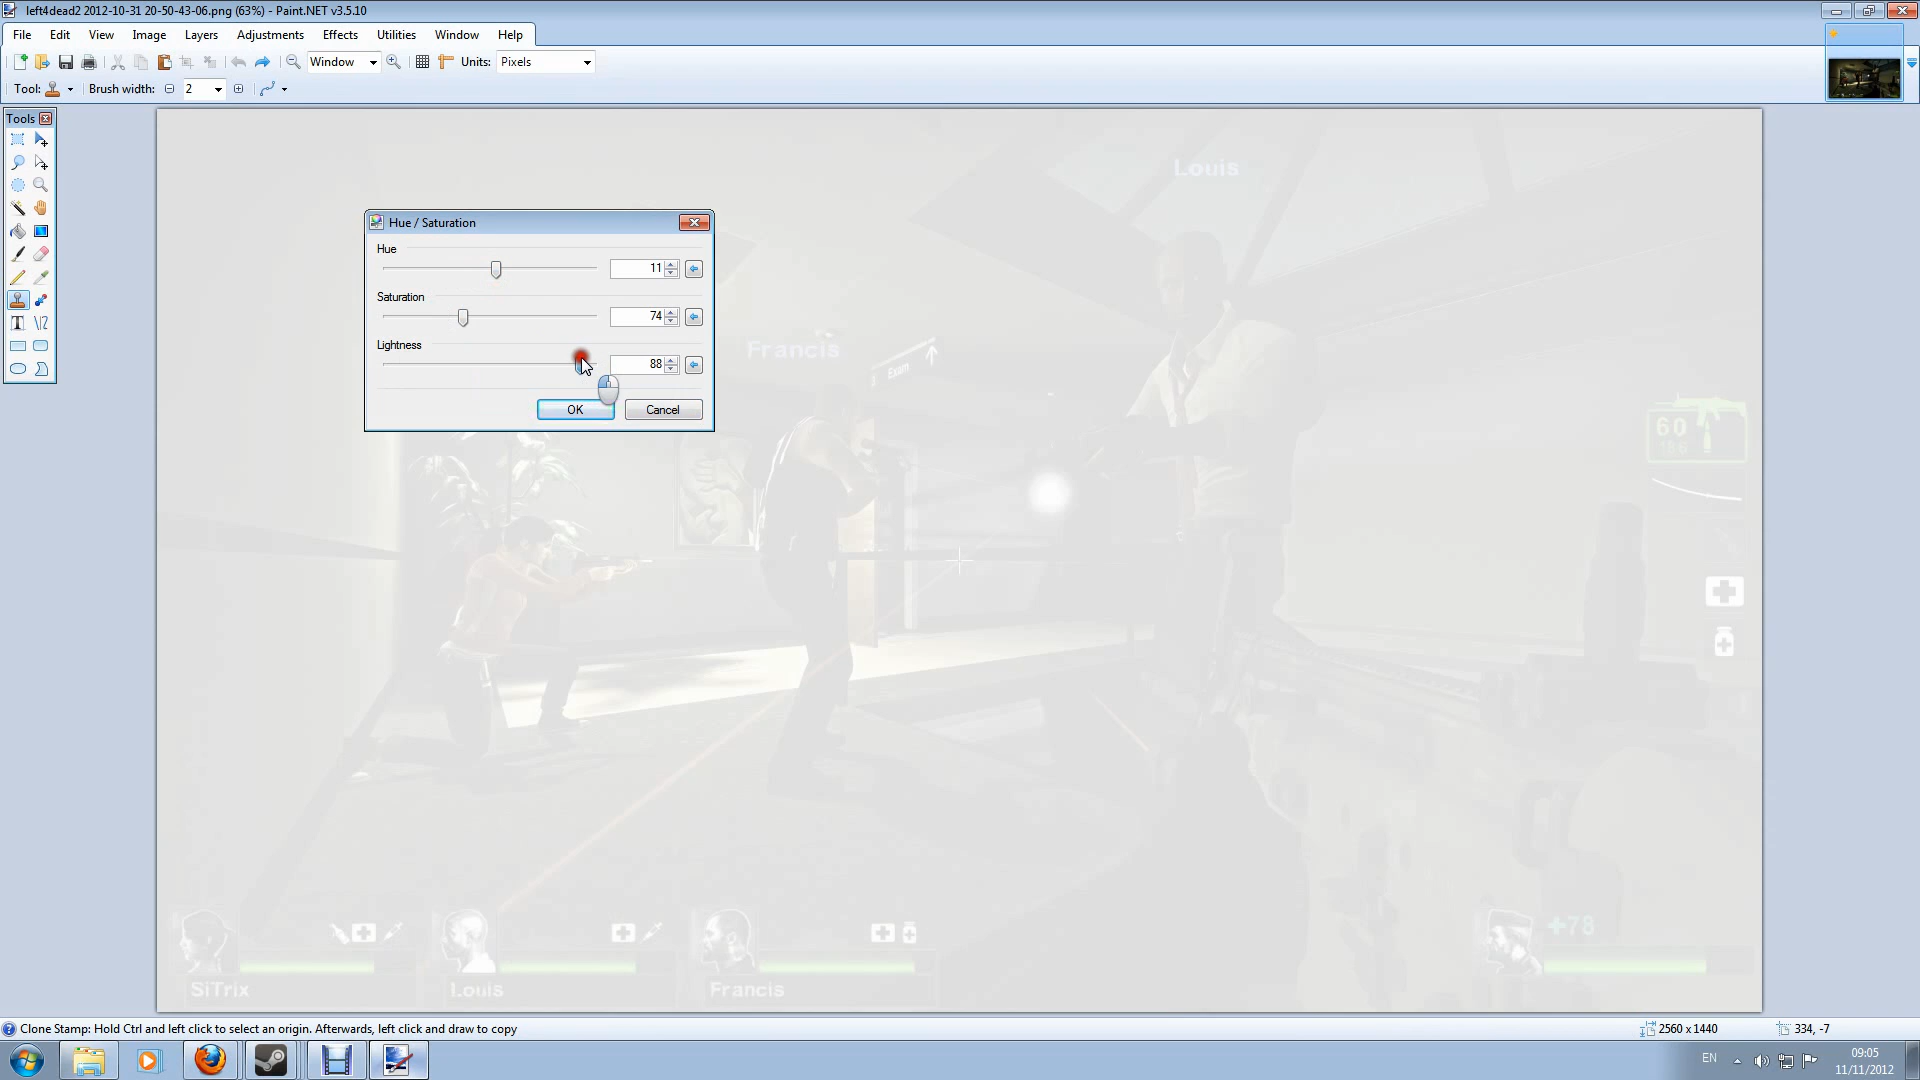 left4dead2 2012-10-31 20-50-43-06.png (63%) - Paint.NET v3.5.10
File Edit View Image Layers Adjustments Effects Utilities Window Help
Window Units: Pixels
Tool: Brush width: 2
Tools
Louis
Hue / Saturation
Hue
11
Saturation
74
Lightness
88
OK Cancel
Francis
Exam
60
+78
SiTrix Louis Francis
Clone Stamp: Hold Ctrl and left click to select an origin. Afterwards, left click and draw to copy
2560 x 1440
334, -7
EN
09:05
11/11/2012